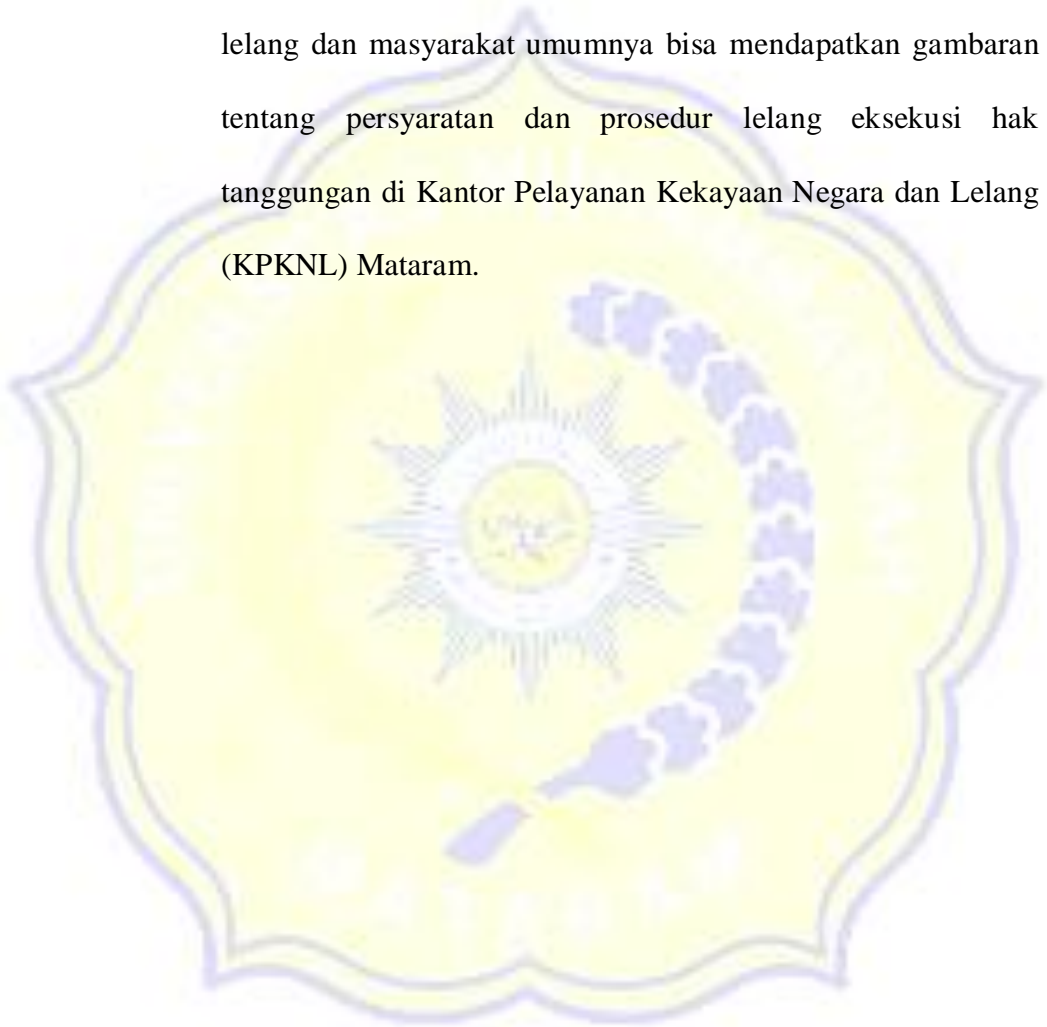 lelang dan masyarakat umumnya bisa mendapatkan gambaran
tentang persyaratan dan prosedur lelang eksekusi hak
tanggungan di Kantor Pelayanan Kekayaan Negara dan Lelang
(KPKNL) Mataram.